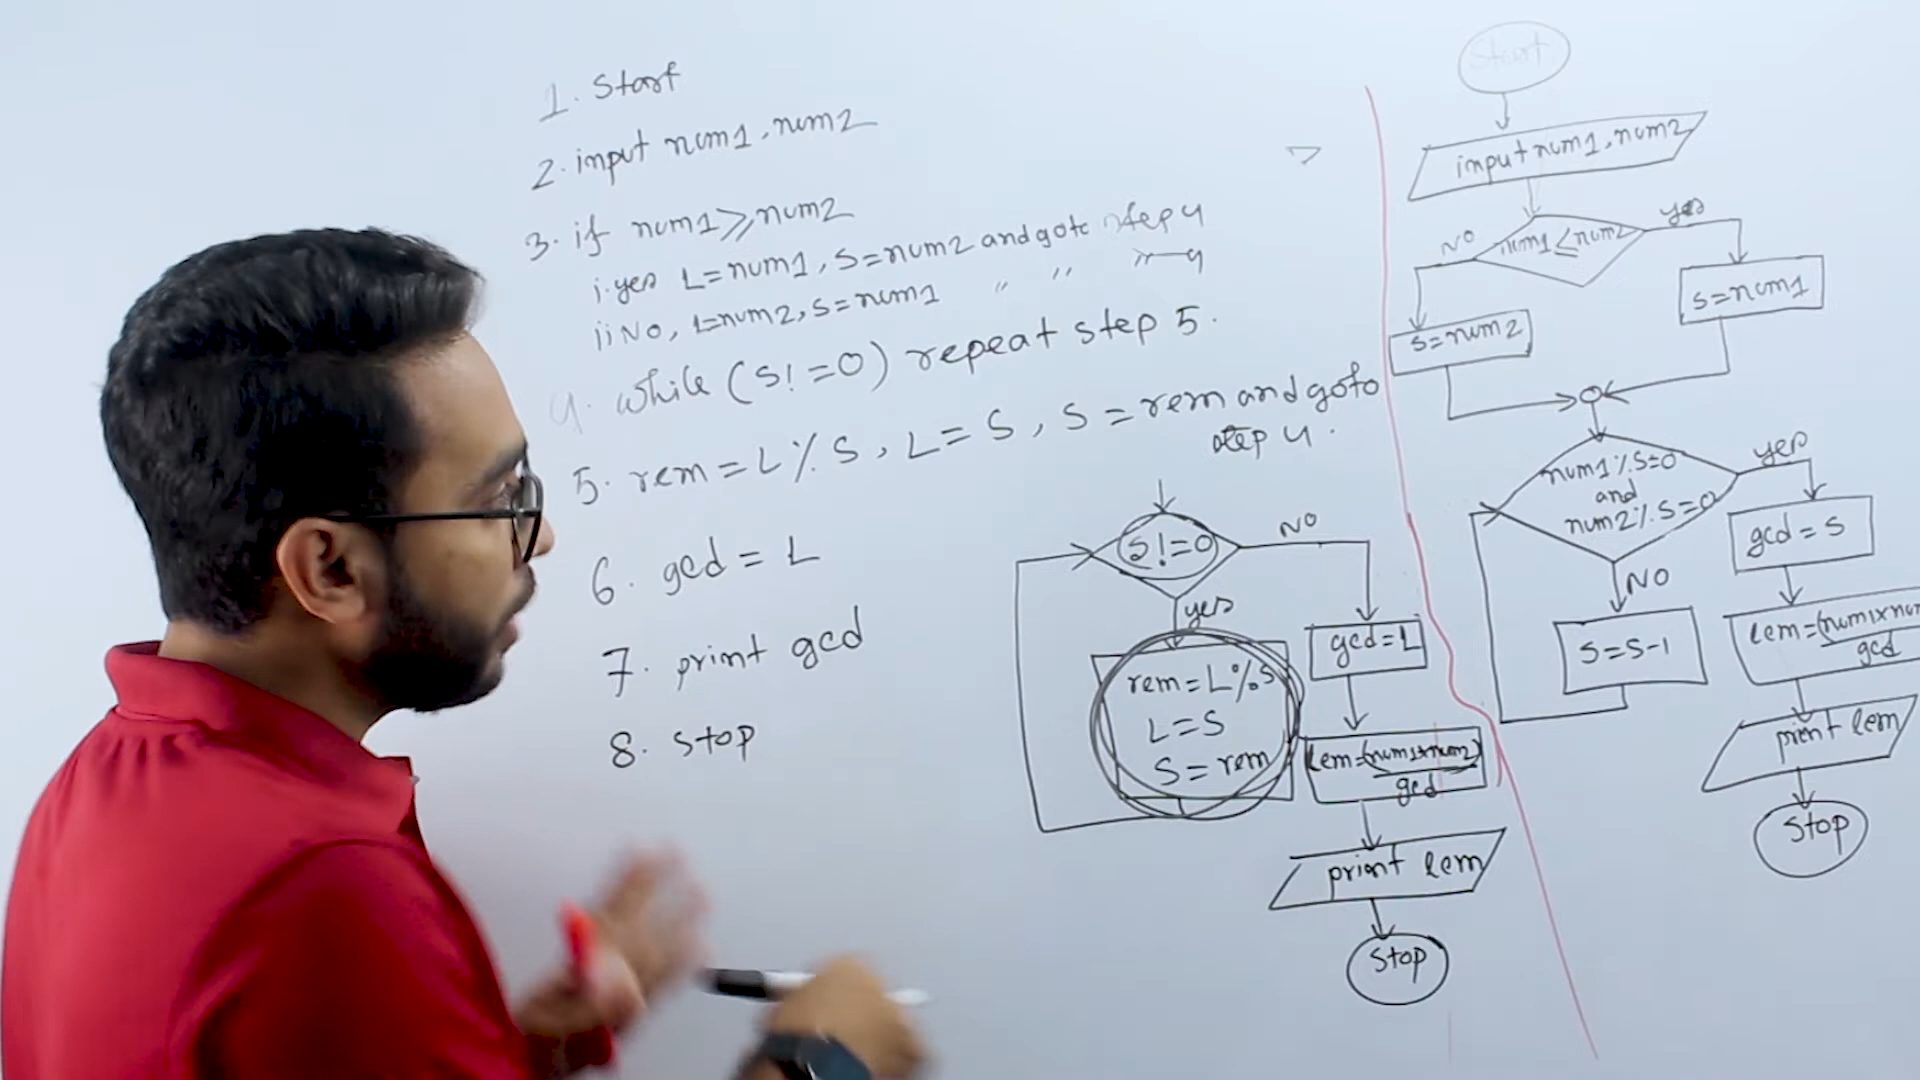 1. Start
2. input num1, num2
3. if num1 >= num2
i. yes L=num1, S=num2 and goto step 4
ii No, L=num2, S=num1 " " " 4
4. while (S!=0) repeat step 5.
5. rem = L % S, L = S, S = rem and goto
step 4.
6. gcd = L
7. print gcd
8. stop
S!=0
NO
yes
rem = L%S
L = S
S = rem
gcd = L
lcm=(num1×num2)
gcd
print lcm
Stop
Start
input num1, num2
num1 ≤ num2
NO
yes
S=num2
S=num1
num1 % S=0
and
num2 % S=0
yes
NO
S=S-1
gcd = S
lcm=(num1×num
gcd
print lcm
Stop